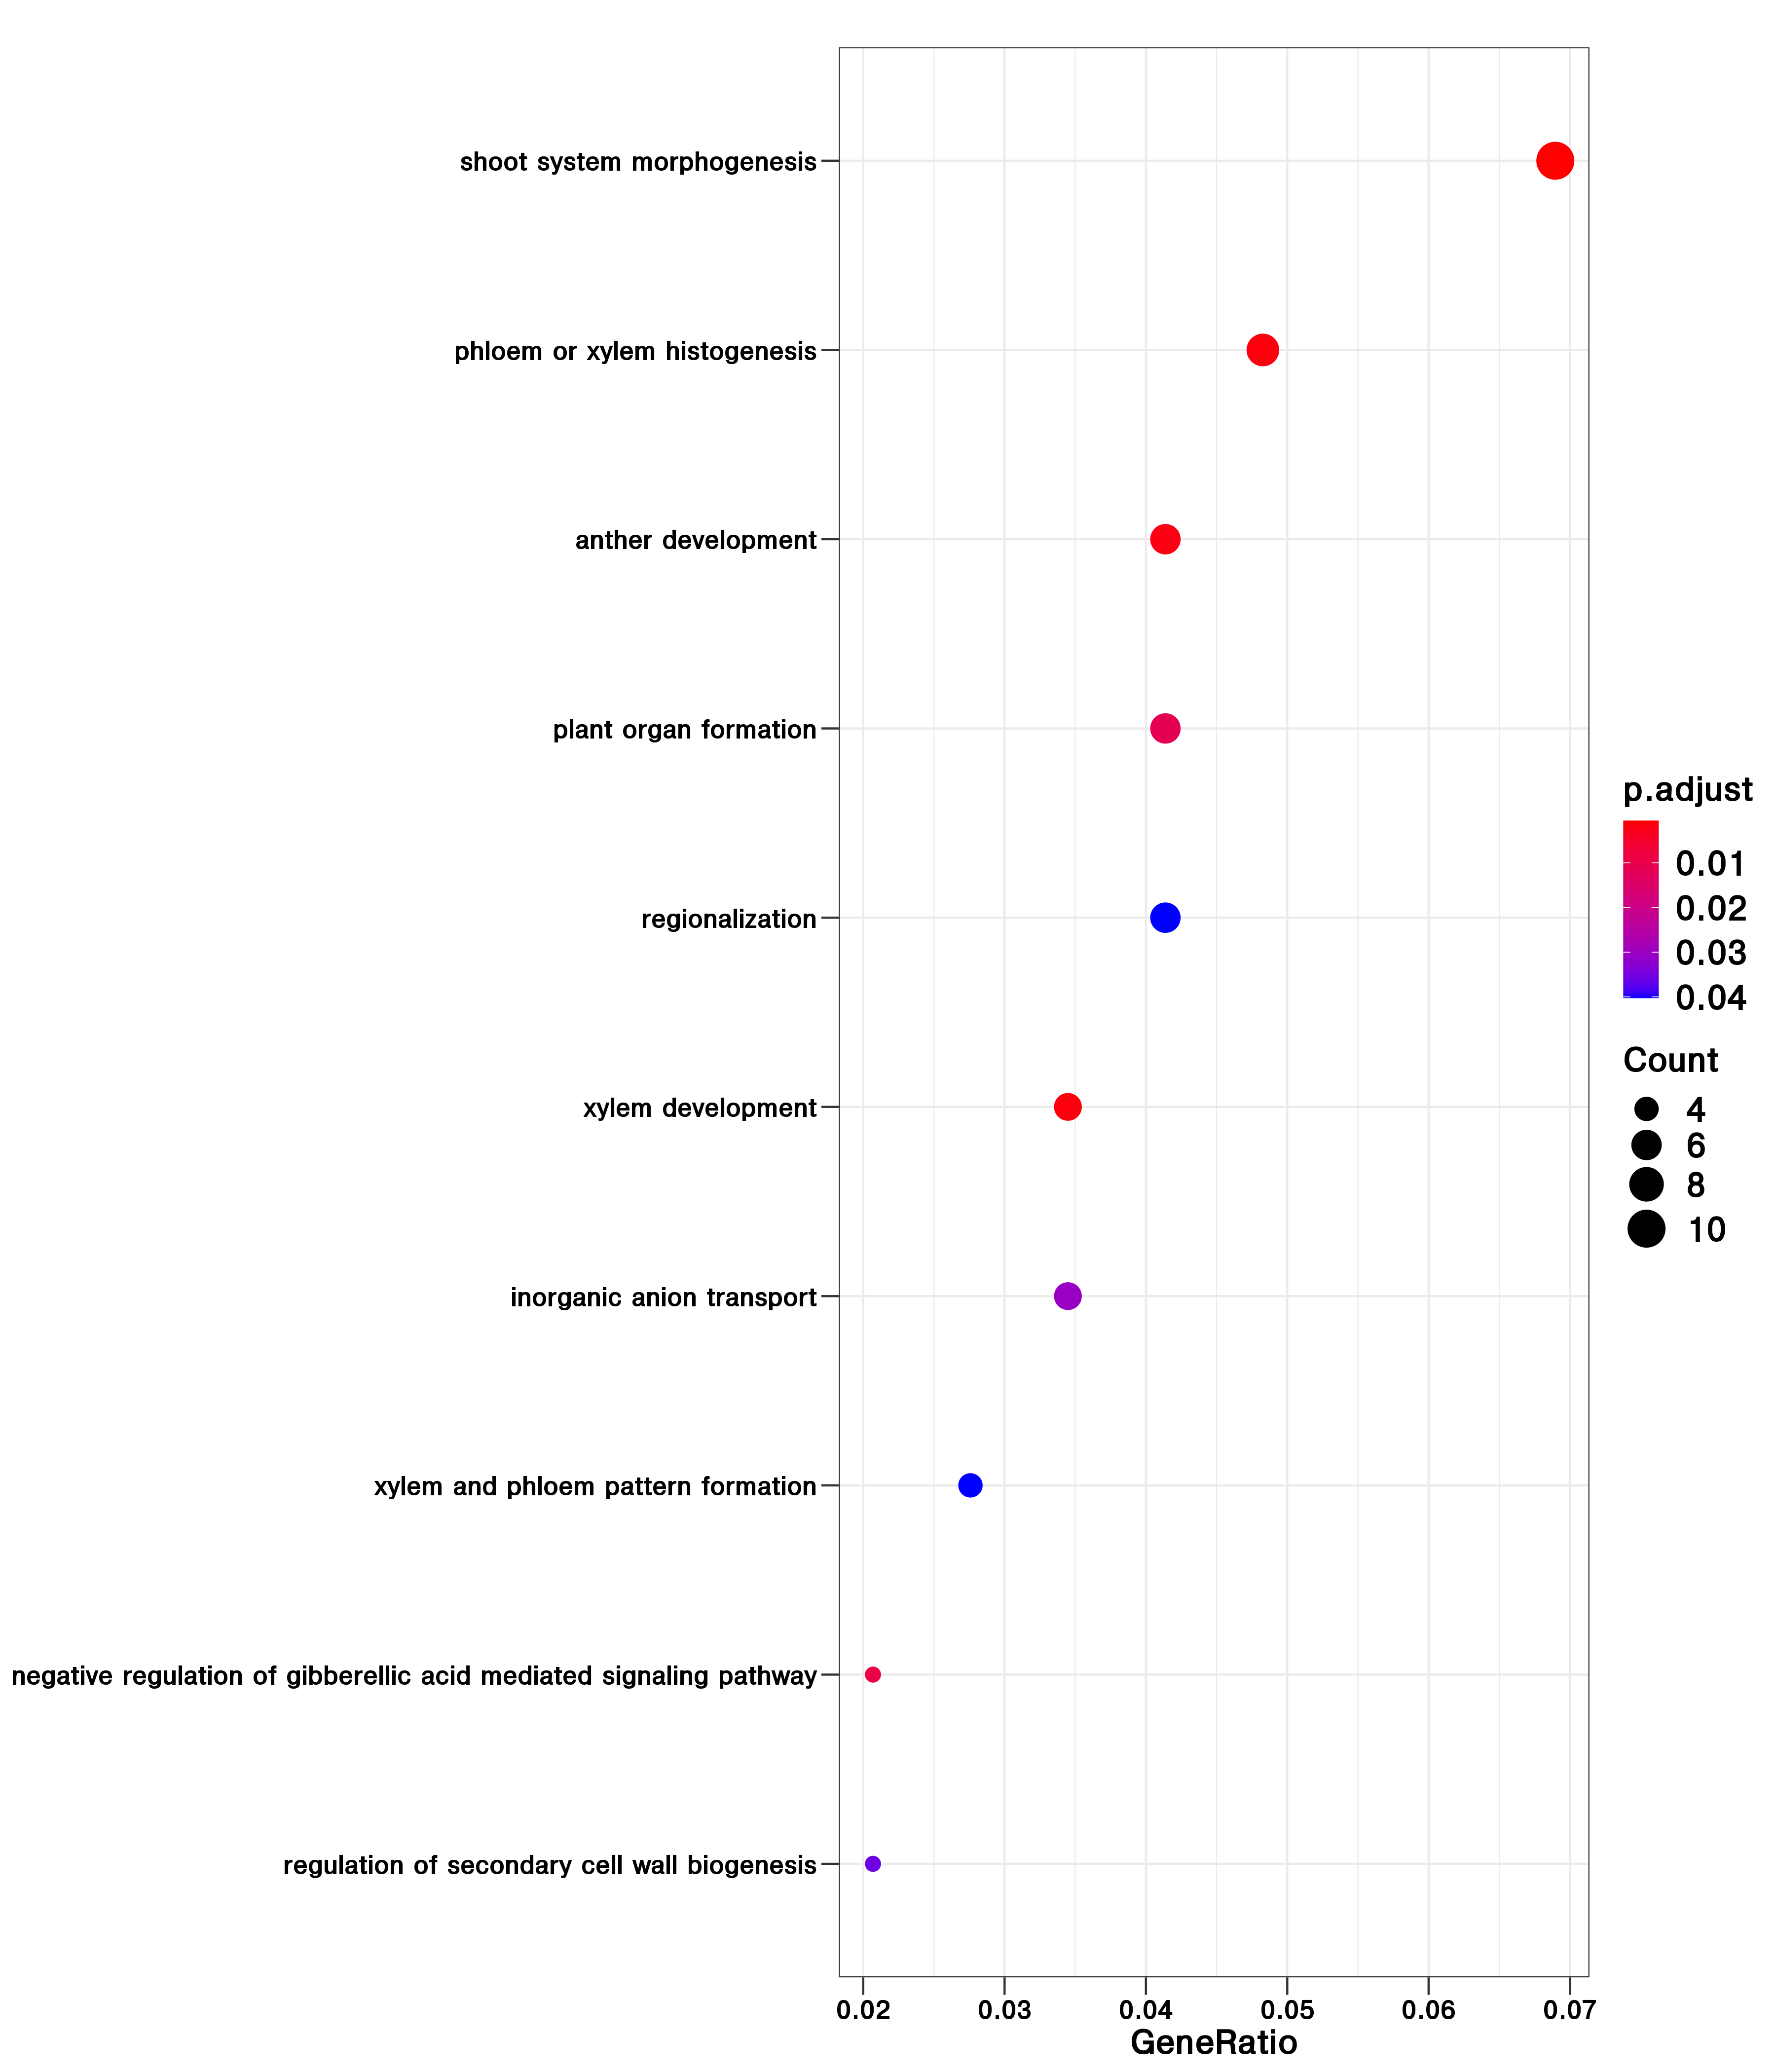 shoot system morphogenesis
phloem or xylem histogenesis
anther development
plant organ formation
regionalization
xylem development
inorganic anion transport
xylem and phloem pattern formation
negative regulation of gibberellic acid mediated signaling pathway
regulation of secondary cell wall biogenesis
0.02 0.03 0.04 0.05 0.06 0.07
GeneRatio
p.adjust
0.01
0.02
0.03
0.04
Count
4
6
8
10